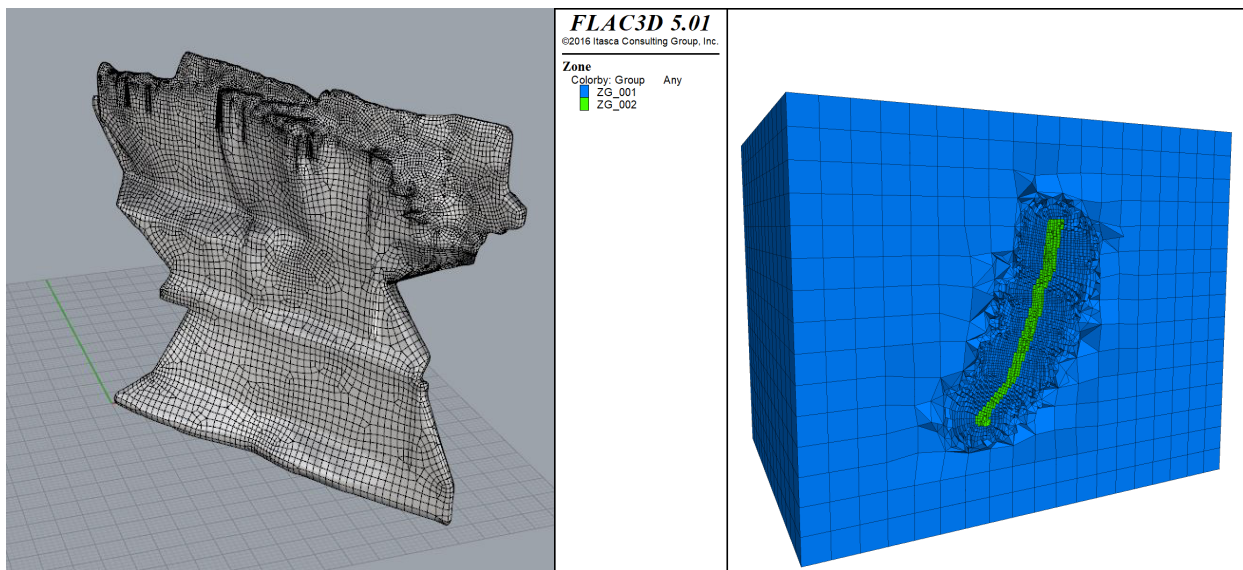 FLAC3D 5.01
©2016 Itasca Consulting Group, Inc.
Zone
Colorby: Group Any
ZG_001
ZG_002